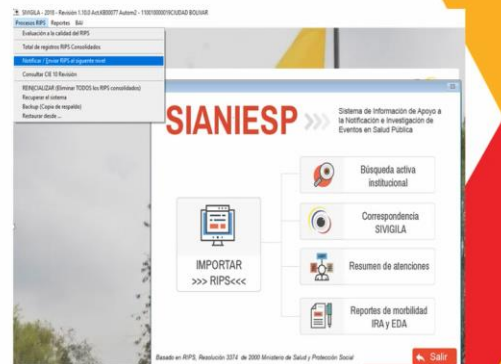 SIVIGILA - 2018 - Revisión 1.10.0 Act:XB00077 Autom2 - 110010000019CIUDAD BOLIVAR
Procesos RIPS Reportes BAI
Evaluación a la calidad del RIPS
Total de registros RIPS Consolidados
Notificar / Enviar RIPS al siguiente nivel
Consultar CIE 10 Revisión
REINICIALIZAR (Eliminar TODOS los RIPS consolidados)
Recuperar el sistema
Backup (Copia de respaldo)
Restaurar desde ...
SIANIESP >>>
Sistema de Información de Apoyo a
la Notificación e Investigación de
Eventos en Salud Pública
IMPORTAR
>>> RIPS<<<
Búsqueda activa
institucional
Correspondencia
SIVIGILA
Resumen de atenciones
Reportes de morbilidad
IRA y EDA
Basado en RIPS, Resolución 3374 de 2000 Ministerio de Salud y Protección Social
Salir